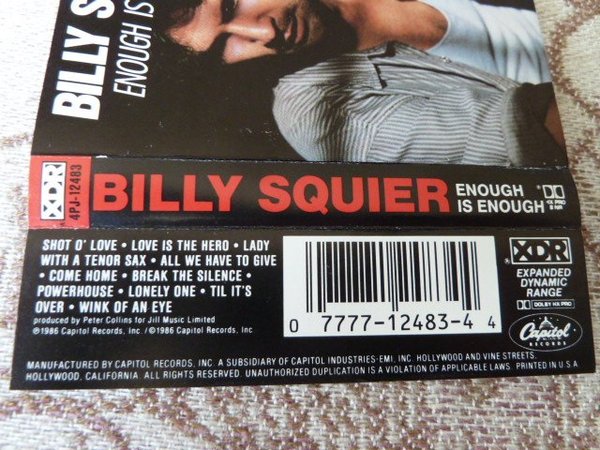 BILLY S
ENOUGH IS
XDR
4PJ-12483
BILLY SQUIER
ENOUGH
IS ENOUGH
HX PRO
B NR
SHOT O' LOVE • LOVE IS THE HERO • LADY
WITH A TENOR SAX • ALL WE HAVE TO GIVE
• COME HOME • BREAK THE SILENCE •
POWERHOUSE • LONELY ONE • TIL IT'S
OVER • WINK OF AN EYE
produced by Peter Collins for Jill Music Limited
℗1986 Capitol Records, Inc. / ©1986 Capitol Records, Inc.
0 7777-12483-4 4
XDR
EXPANDED
DYNAMIC
RANGE
DOLBY HX PRO
Capitol
RECORDS
MANUFACTURED BY CAPITOL RECORDS, INC. A SUBSIDIARY OF CAPITOL INDUSTRIES-EMI, INC. HOLLYWOOD AND VINE STREETS,
HOLLYWOOD, CALIFORNIA. ALL RIGHTS RESERVED. UNAUTHORIZED DUPLICATION IS A VIOLATION OF APPLICABLE LAWS. PRINTED IN U.S.A.